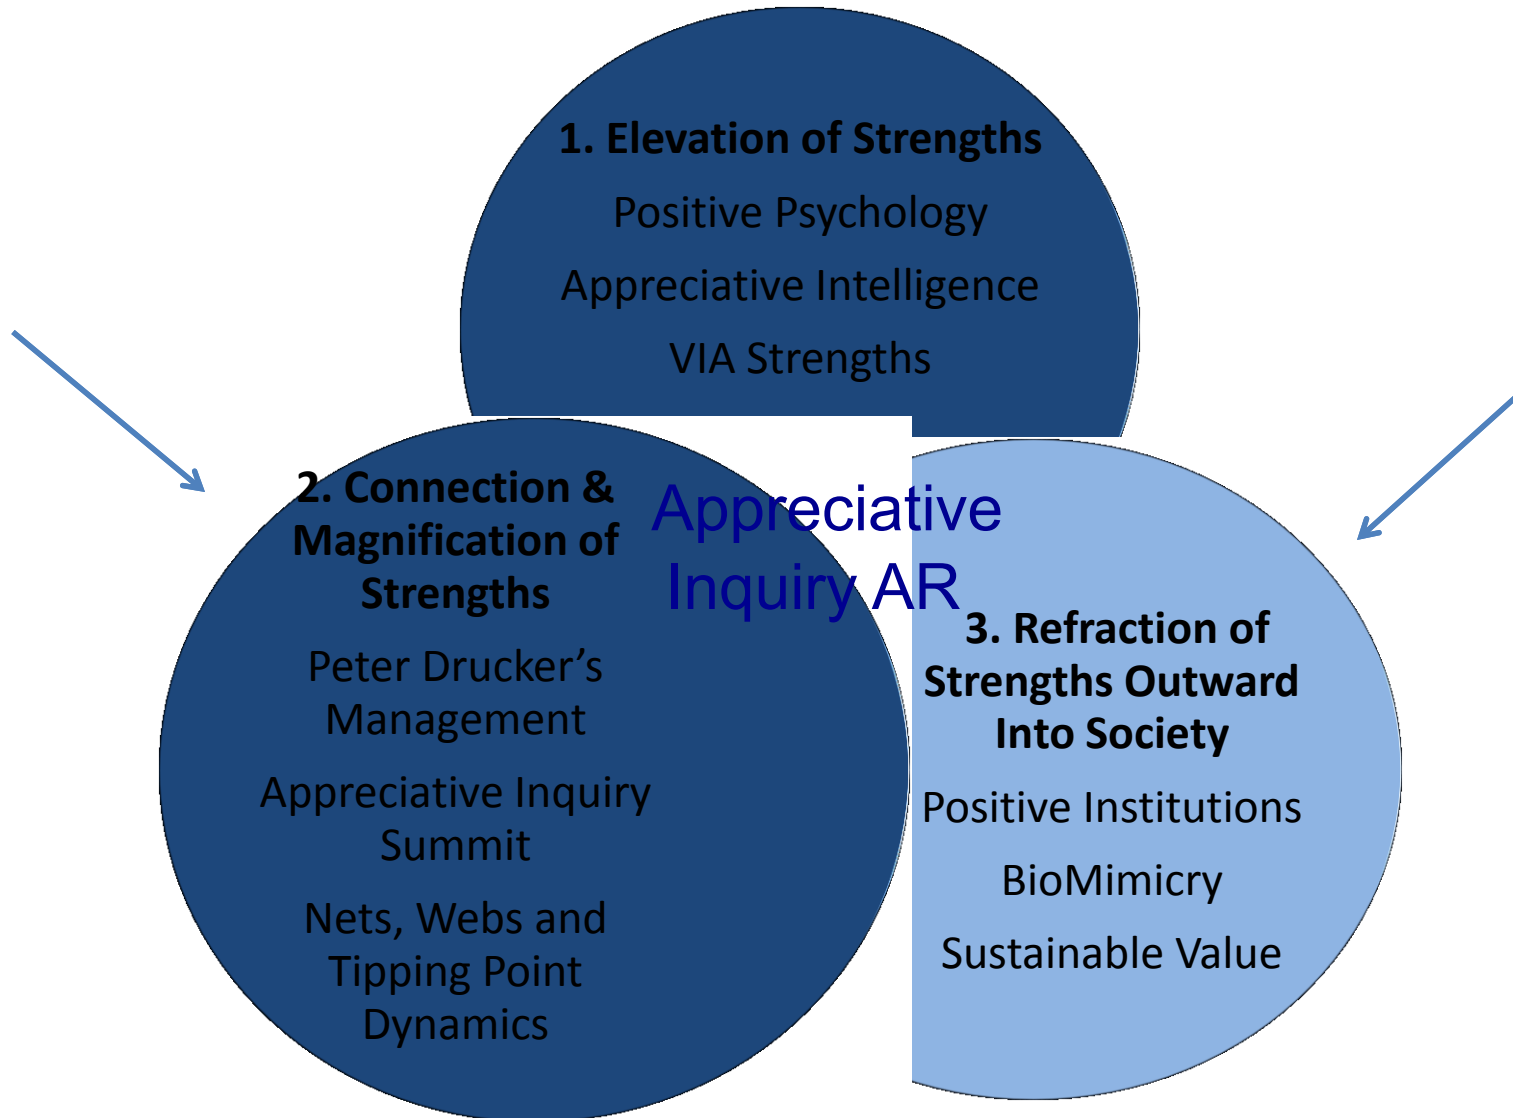 1. Elevation of Strengths
Positive Psychology
Appreciative Intelligence
VIA Strengths
2. Connection &
Magnification of
Strengths
Peter Drucker’s
Management
Appreciative Inquiry
Summit
Nets, Webs and
Tipping Point
Dynamics
Appreciative
Inquiry AR
3. Refraction of
Strengths Outward
Into Society
Positive Institutions
BioMimicry
Sustainable Value